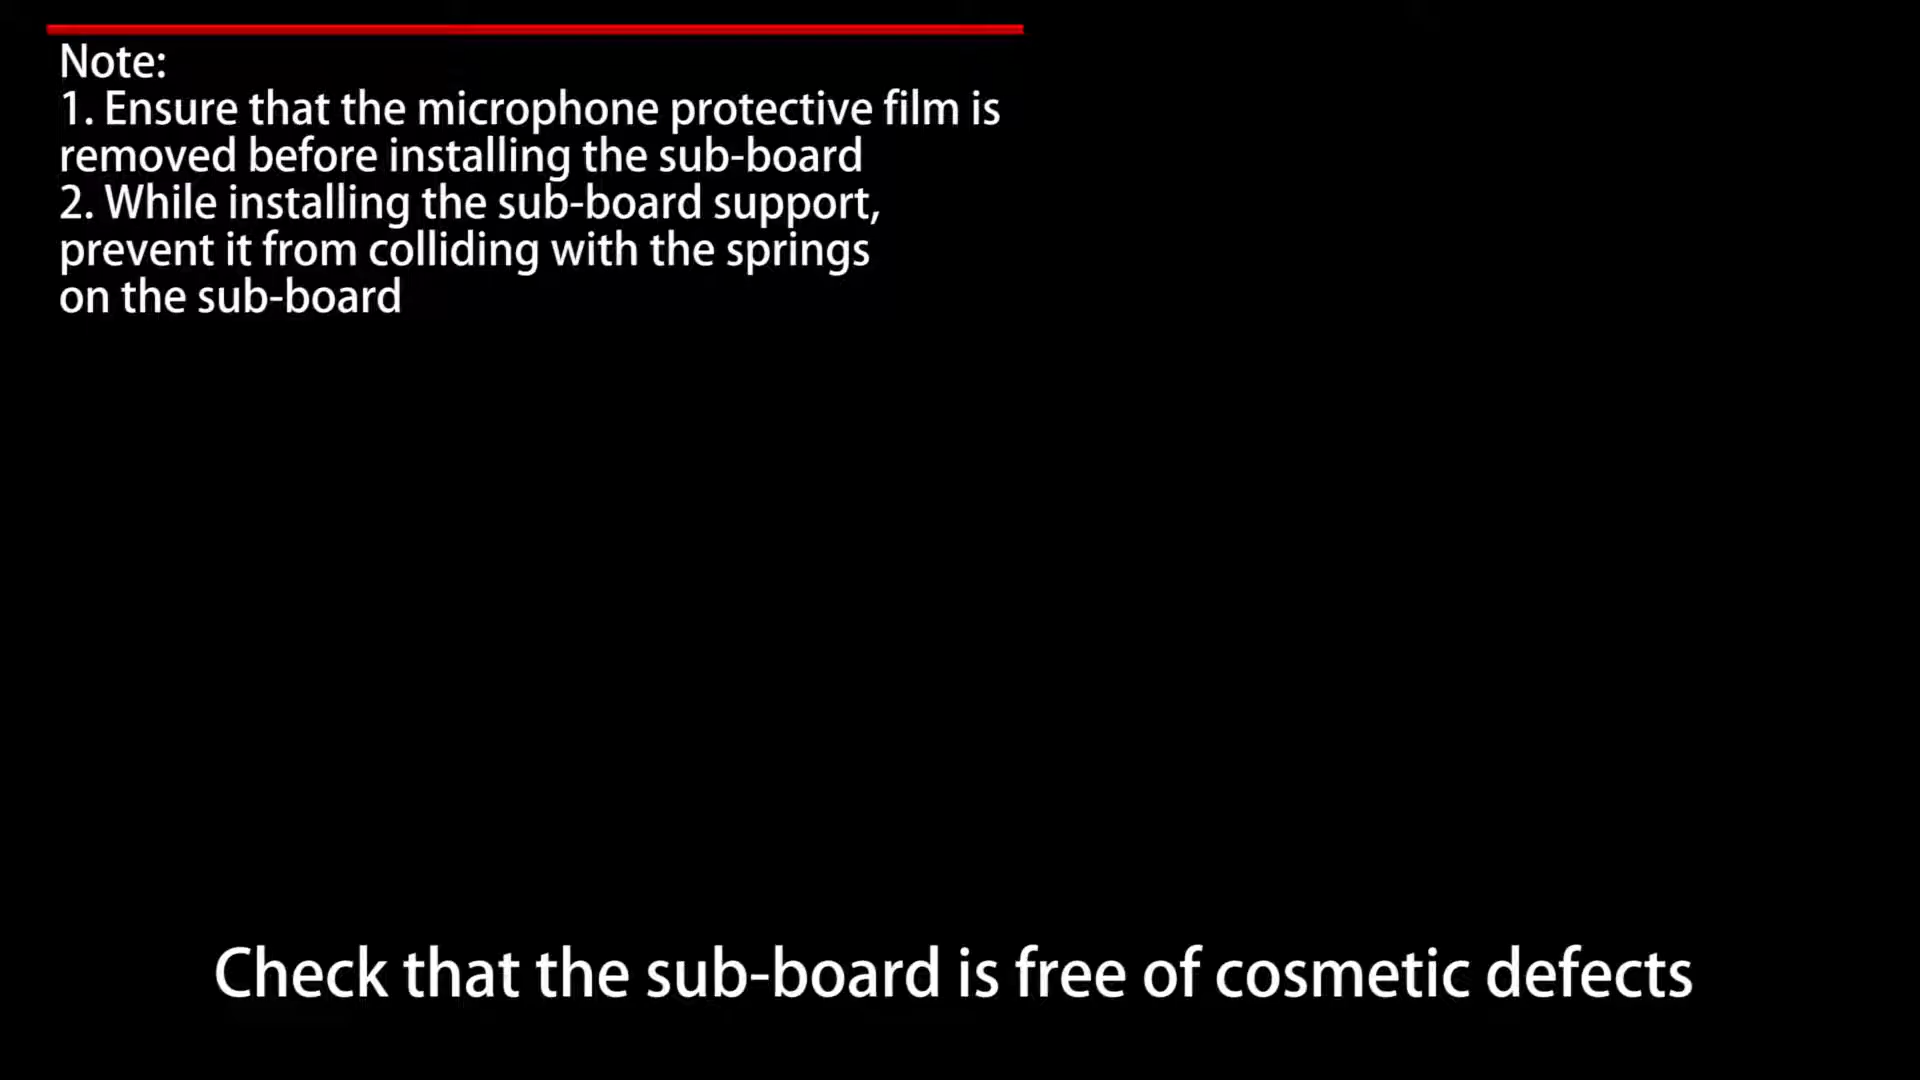 Note:
1. Ensure that the microphone protective film is
removed before installing the sub-board
2. While installing the sub-board support,
prevent it from colliding with the springs
on the sub-board
Check that the sub-board is free of cosmetic defects